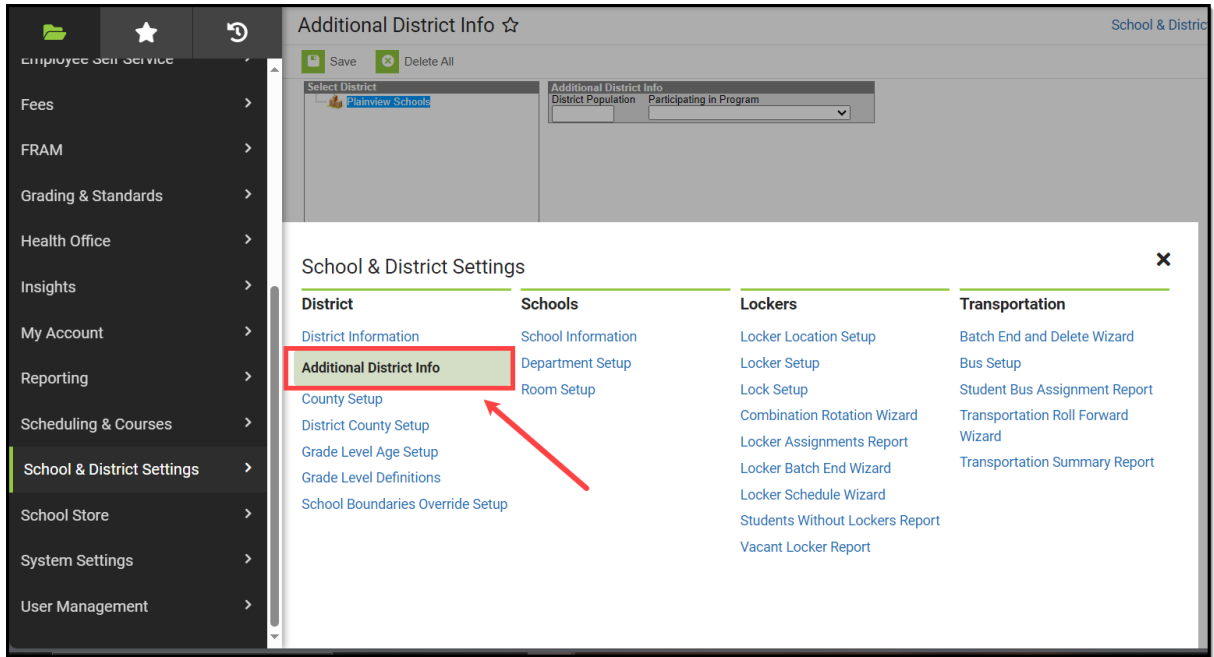 Additional District Info
School & Distric
Save
Delete All
Employee Self Service
Fees
FRAM
Grading & Standards
Health Office
Insights
My Account
Reporting
Scheduling & Courses
School & District Settings
School Store
System Settings
User Management
Select District
Plainview Schools
Additional District Info
District Population Participating in Program
School & District Settings
District
District Information
Additional District Info
County Setup
District County Setup
Grade Level Age Setup
Grade Level Definitions
School Boundaries Override Setup
Schools
School Information
Department Setup
Room Setup
Lockers
Locker Location Setup
Locker Setup
Lock Setup
Combination Rotation Wizard
Locker Assignments Report
Locker Batch End Wizard
Locker Schedule Wizard
Students Without Lockers Report
Vacant Locker Report
Transportation
Batch End and Delete Wizard
Bus Setup
Student Bus Assignment Report
Transportation Roll Forward
Wizard
Transportation Summary Report